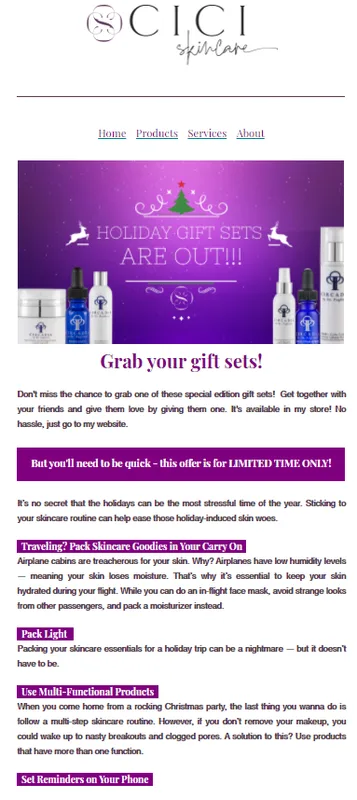 CICI
skincare
Home Products Services About
HOLIDAY GIFT SETS
ARE OUT!!!
Grab your gift sets!
Don't miss the chance to grab one of these special edition gift sets! Get together with
your friends and give them love by giving them one. It's available in my store! No
hassle, just go to my website.
But you'll need to be quick - this offer is for LIMITED TIME ONLY!
It's no secret that the holidays can be the most stressful time of the year. Sticking to
your skincare routine can help ease those holiday-induced skin woes.
Traveling? Pack Skincare Goodies in Your Carry On
Airplane cabins are treacherous for your skin. Why? Airplanes have low humidity levels
— meaning your skin loses moisture. That's why it's essential to keep your skin
hydrated during your flight. While you can do an in-flight face mask, avoid strange looks
from other passengers, and pack a moisturizer instead.
Pack Light
Packing your skincare essentials for a holiday trip can be a nightmare — but it doesn't
have to be.
Use Multi-Functional Products
When you come home from a rocking Christmas party, the last thing you wanna do is
follow a multi-step skincare routine. However, if you don't remove your makeup, you
could wake up to nasty breakouts and clogged pores. A solution to this? Use products
that have more than one function.
Set Reminders on Your Phone